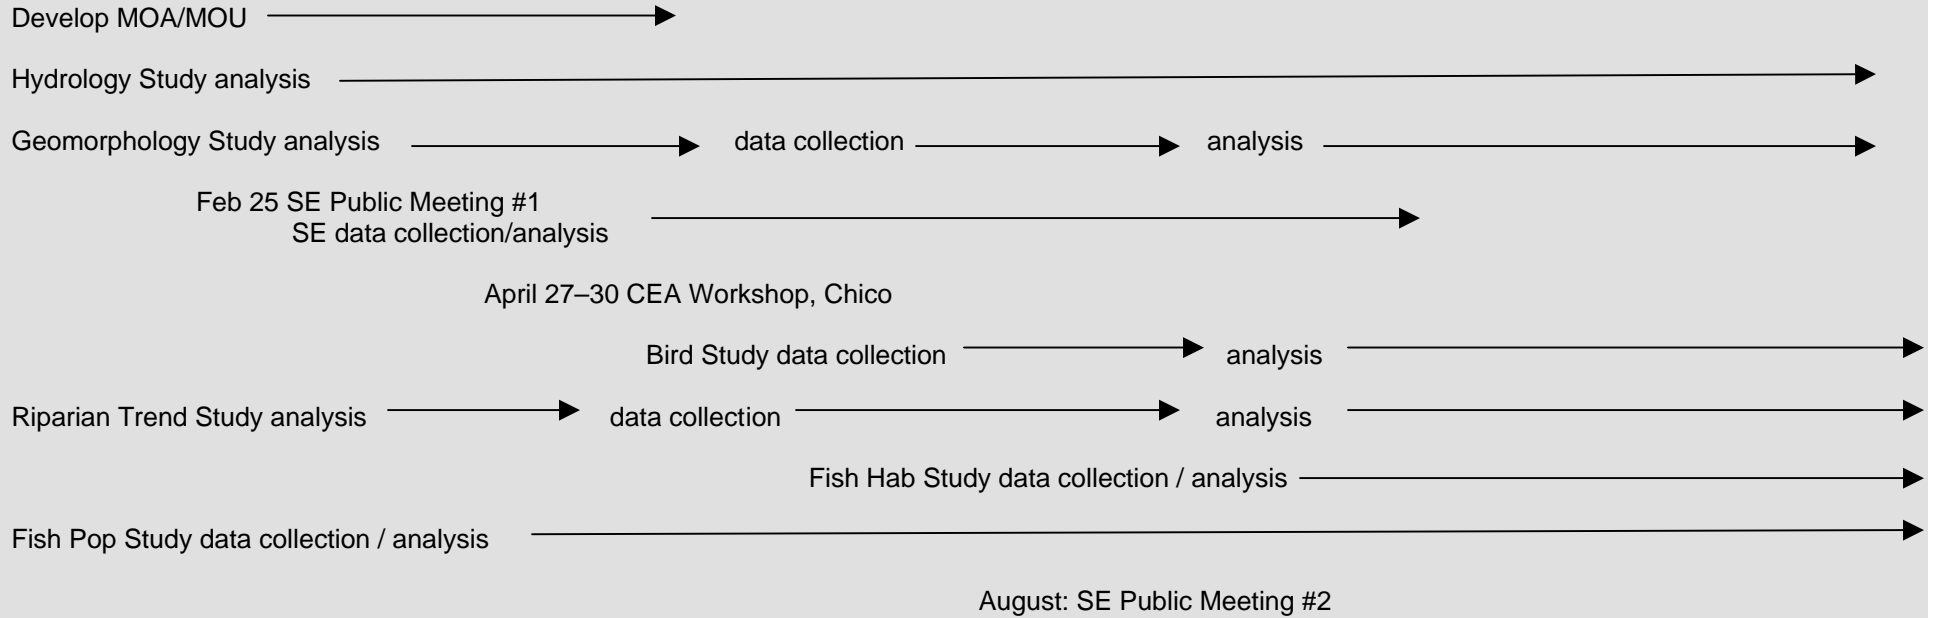 Develop MOA/MOU
Hydrology Study analysis
Geomorphology Study analysis data collection analysis
Feb 25 SE Public Meeting #1
SE data collection/analysis
April 27–30 CEA Workshop, Chico
Bird Study data collection analysis
Riparian Trend Study analysis data collection analysis
Fish Hab Study data collection / analysis
Fish Pop Study data collection / analysis
August: SE Public Meeting #2